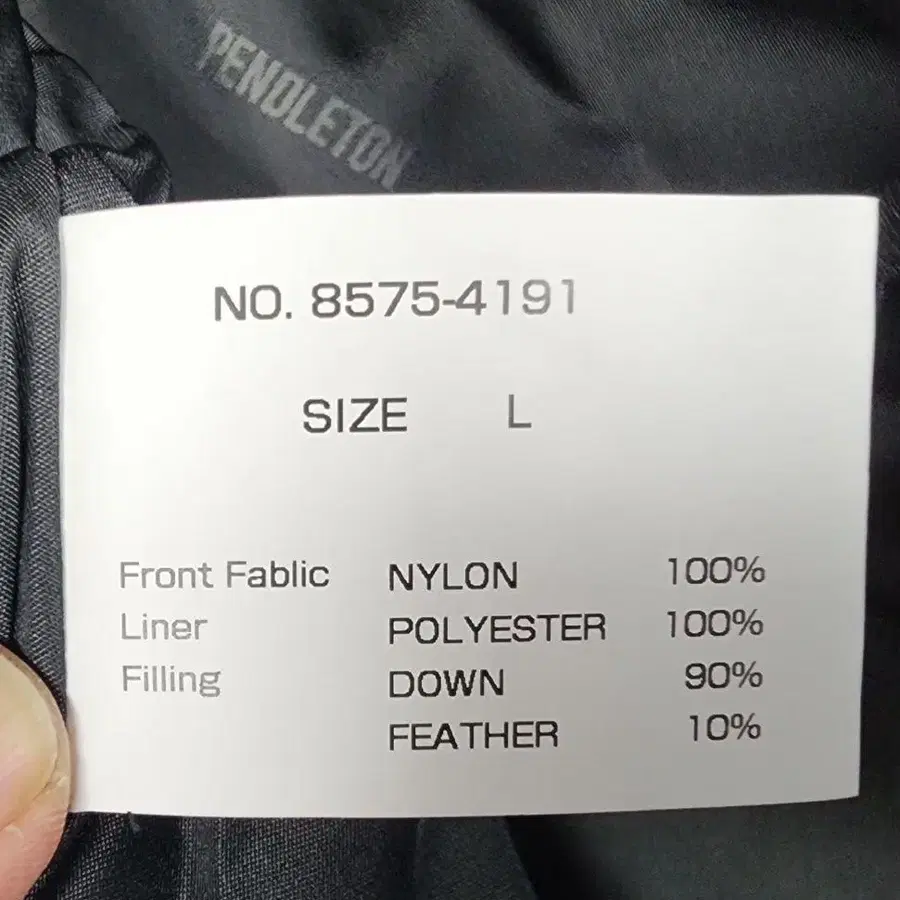 PENDLETON
NO. 8575-4191
SIZE L
Front Fablic NYLON 100%
Liner POLYESTER 100%
Filling DOWN 90%
FEATHER 10%